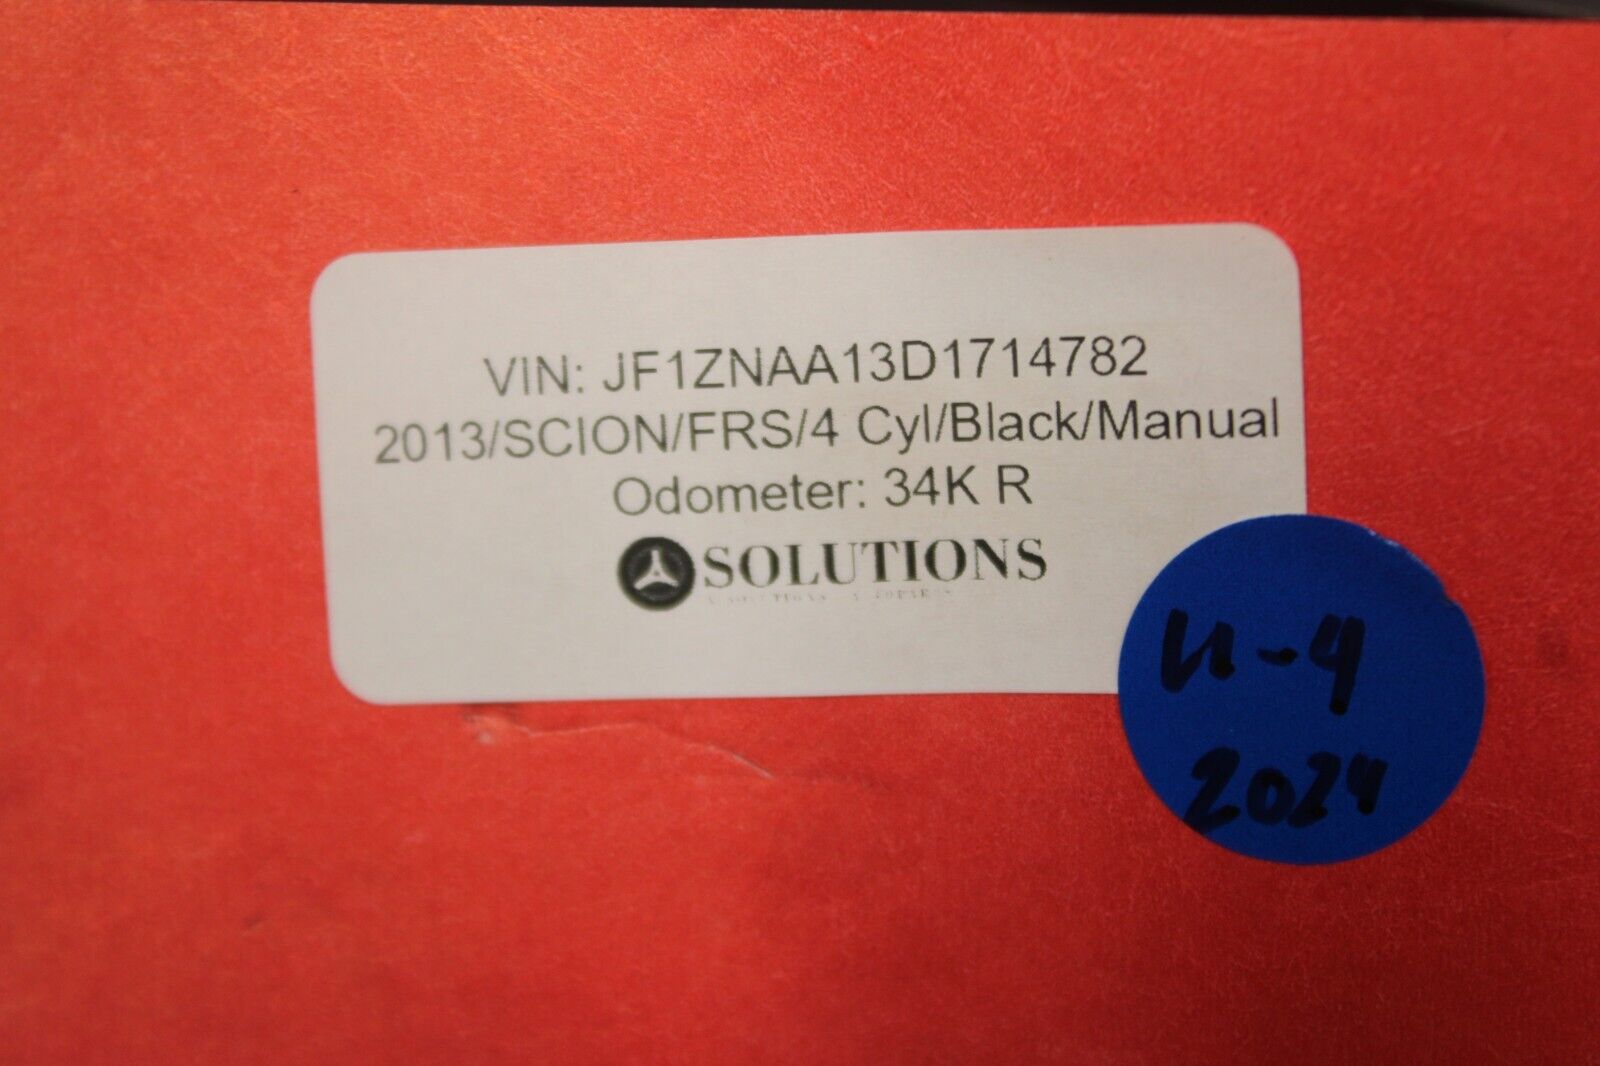 VIN: JF1ZNAA13D1714782
2013/SCION/FRS/4 Cyl/Black/Manual
Odometer: 34K R
SOLUTIONS
U-4
2024